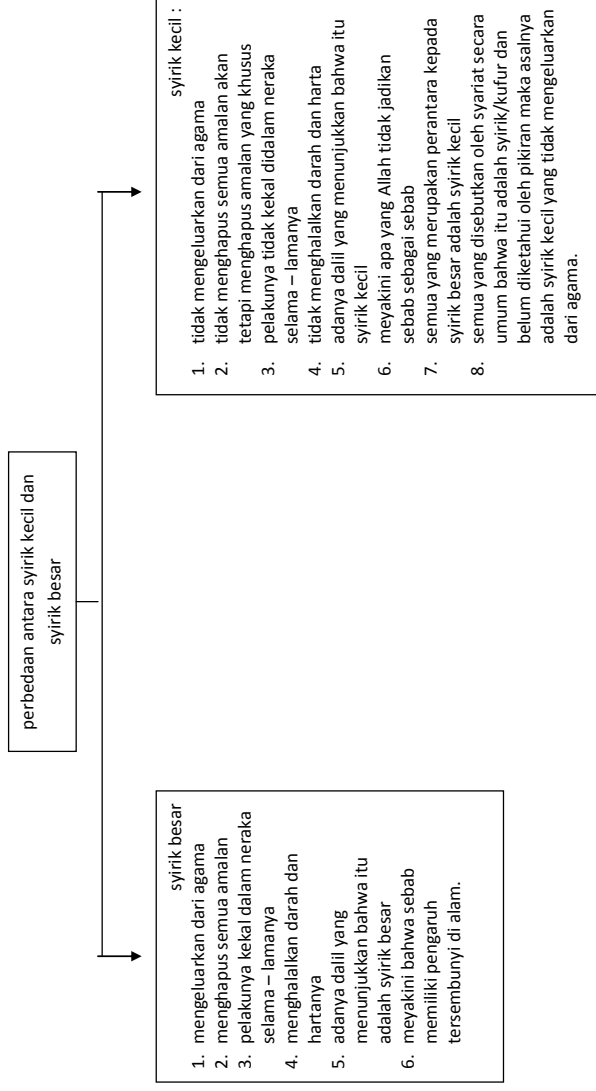 perbedaan antara syirik kecil dan
syirik besar
syirik besar
1. mengeluarkan dari agama
2. menghapus semua amalan
3. pelakunya kekal dalam neraka
selama – lamanya
4. menghalalkan darah dan
hartanya
5. adanya dalil yang
menunjukkan bahwa itu
adalah syirik besar
6. meyakini bahwa sebab
memiliki pengaruh
tersembunyi di alam.
syirik kecil :
1. tidak mengeluarkan dari agama
2. tidak menghapus semua amalan akan
tetapi menghapus amalan yang khusus
3. pelakunya tidak kekal didalam neraka
selama – lamanya
4. tidak menghalalkan darah dan harta
5. adanya dalil yang menunjukkan bahwa itu
syirik kecil
6. meyakini apa yang Allah tidak jadikan
sebab sebagai sebab
7. semua yang merupakan perantara kepada
syirik besar adalah syirik kecil
8. semua yang disebutkan oleh syariat secara
umum bahwa itu adalah syirik/kufur dan
belum diketahui oleh pikiran maka asalnya
adalah syirik kecil yang tidak mengeluarkan
dari agama.